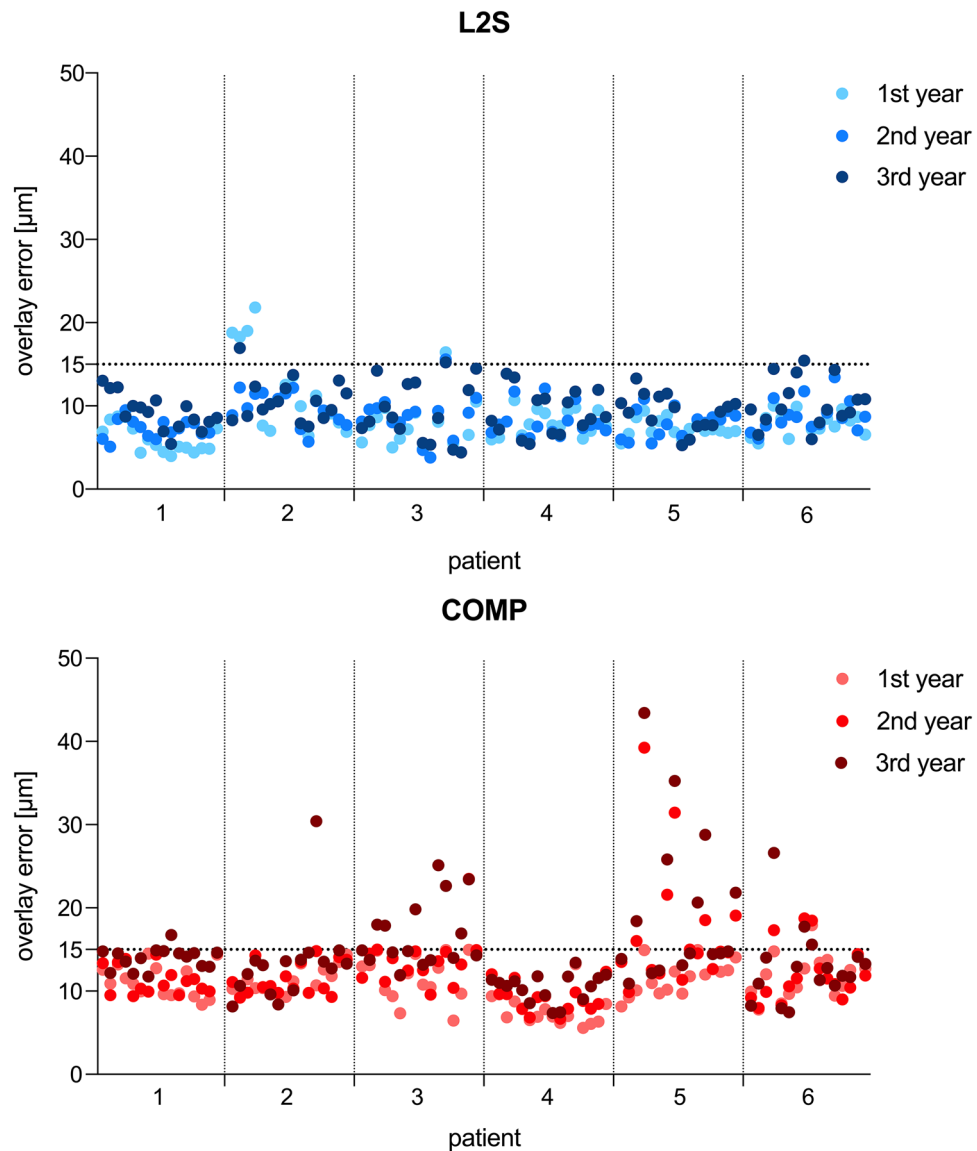 L2S
50
40
30
20
15
10
0
overlay error [µm]
1st year
2nd year
3rd year
1 2 3 4 5 6
patient
COMP
50
40
30
20
15
10
0
overlay error [µm]
1st year
2nd year
3rd year
1 2 3 4 5 6
patient